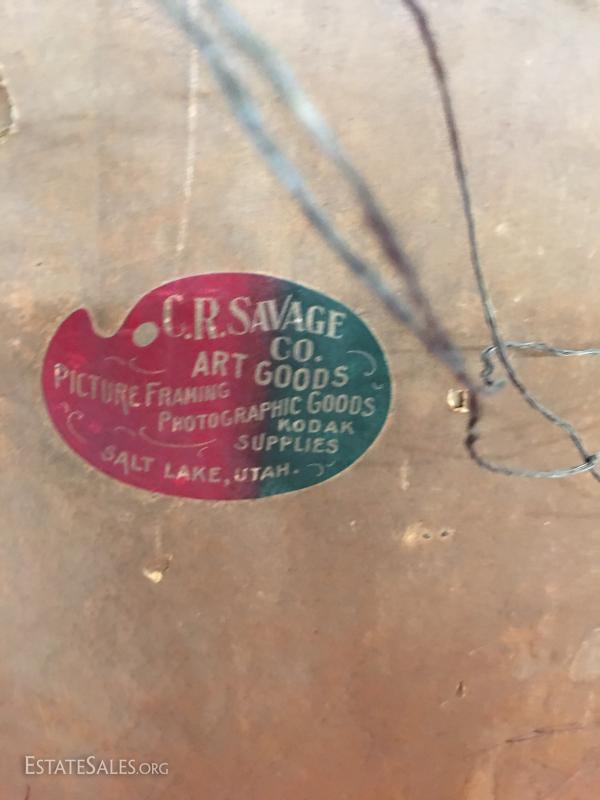 C.R. SAVAGE
CO.
ART GOODS
PICTURE FRAMING
PHOTOGRAPHIC GOODS
KODAK
SUPPLIES
SALT LAKE, UTAH.
ESTATESALES.ORG